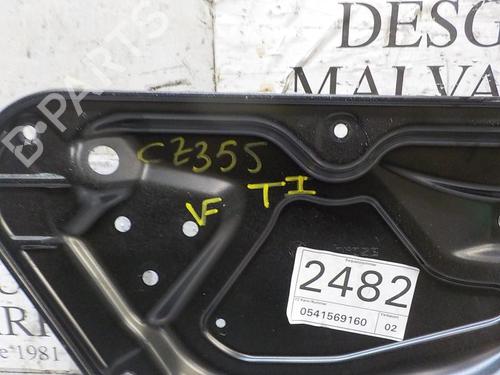 DESG
MALVA
B-PARTS
CZ355
VF TI
2482
0541569160
02
e 1981